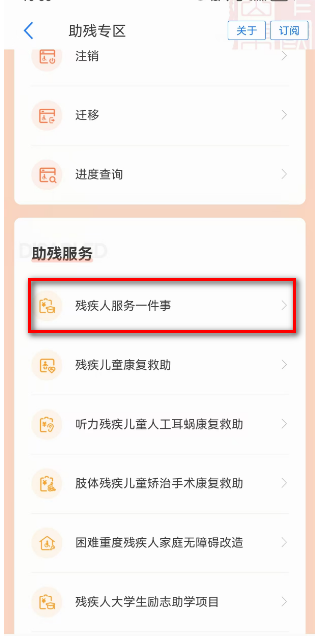 助残专区
关于
订阅
注销
迁移
进度查询
助残服务
残疾人服务一件事
残疾儿童康复救助
听力残疾儿童人工耳蜗康复救助
肢体残疾儿童矫治手术康复救助
困难重度残疾人家庭无障碍改造
残疾人大学生励志助学项目